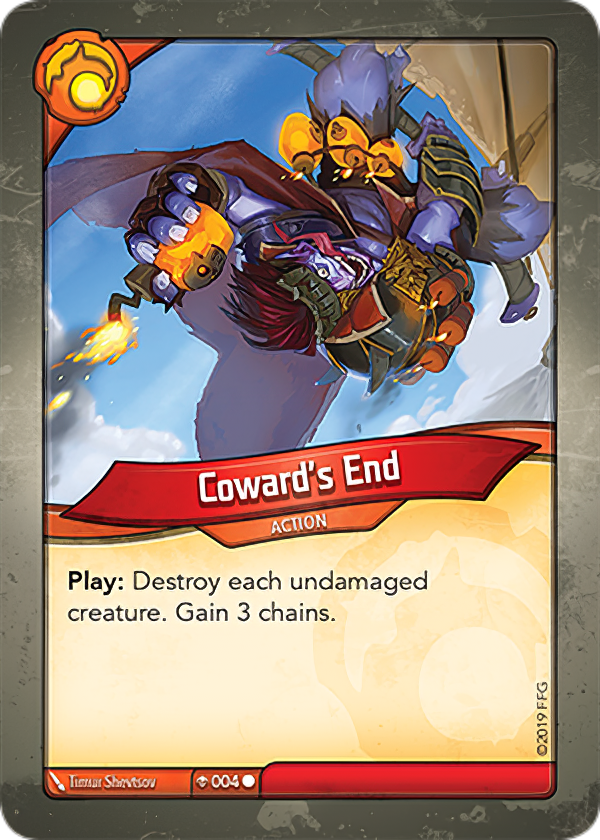 Coward's End
ACTION
Play: Destroy each undamaged
creature. Gain 3 chains.
©2019 FFG
004